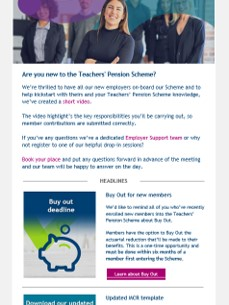 Are you new to the Teachers' Pension Scheme?
We're thrilled to have all our new employers on-board our Scheme and to
help kickstart with them and your Teachers' Pension Scheme knowledge,
we've created a short video.
The video highlight's the key responsibilities you'll be carrying out, so
member contributions are submitted correctly.
If you've any questions we've a dedicated Employer Support team or why
not register to one of our helpful drop-in sessions?
Book your place and put any questions forward in advance of the meeting
and our team will be happy to answer on the day.
HEADLINES
Buy out
deadline
Buy Out for new members
We'd like to remind all of you who've recently
enrolled new members into the Teachers'
Pension Scheme about Buy Out.
Members have the option to Buy Out the
actuarial reduction that'll be made to their
benefits. This is a one-time opportunity and
must be done within six months of a
member first entering the Scheme.
Learn about Buy Out
Download our updated
Updated MCR template